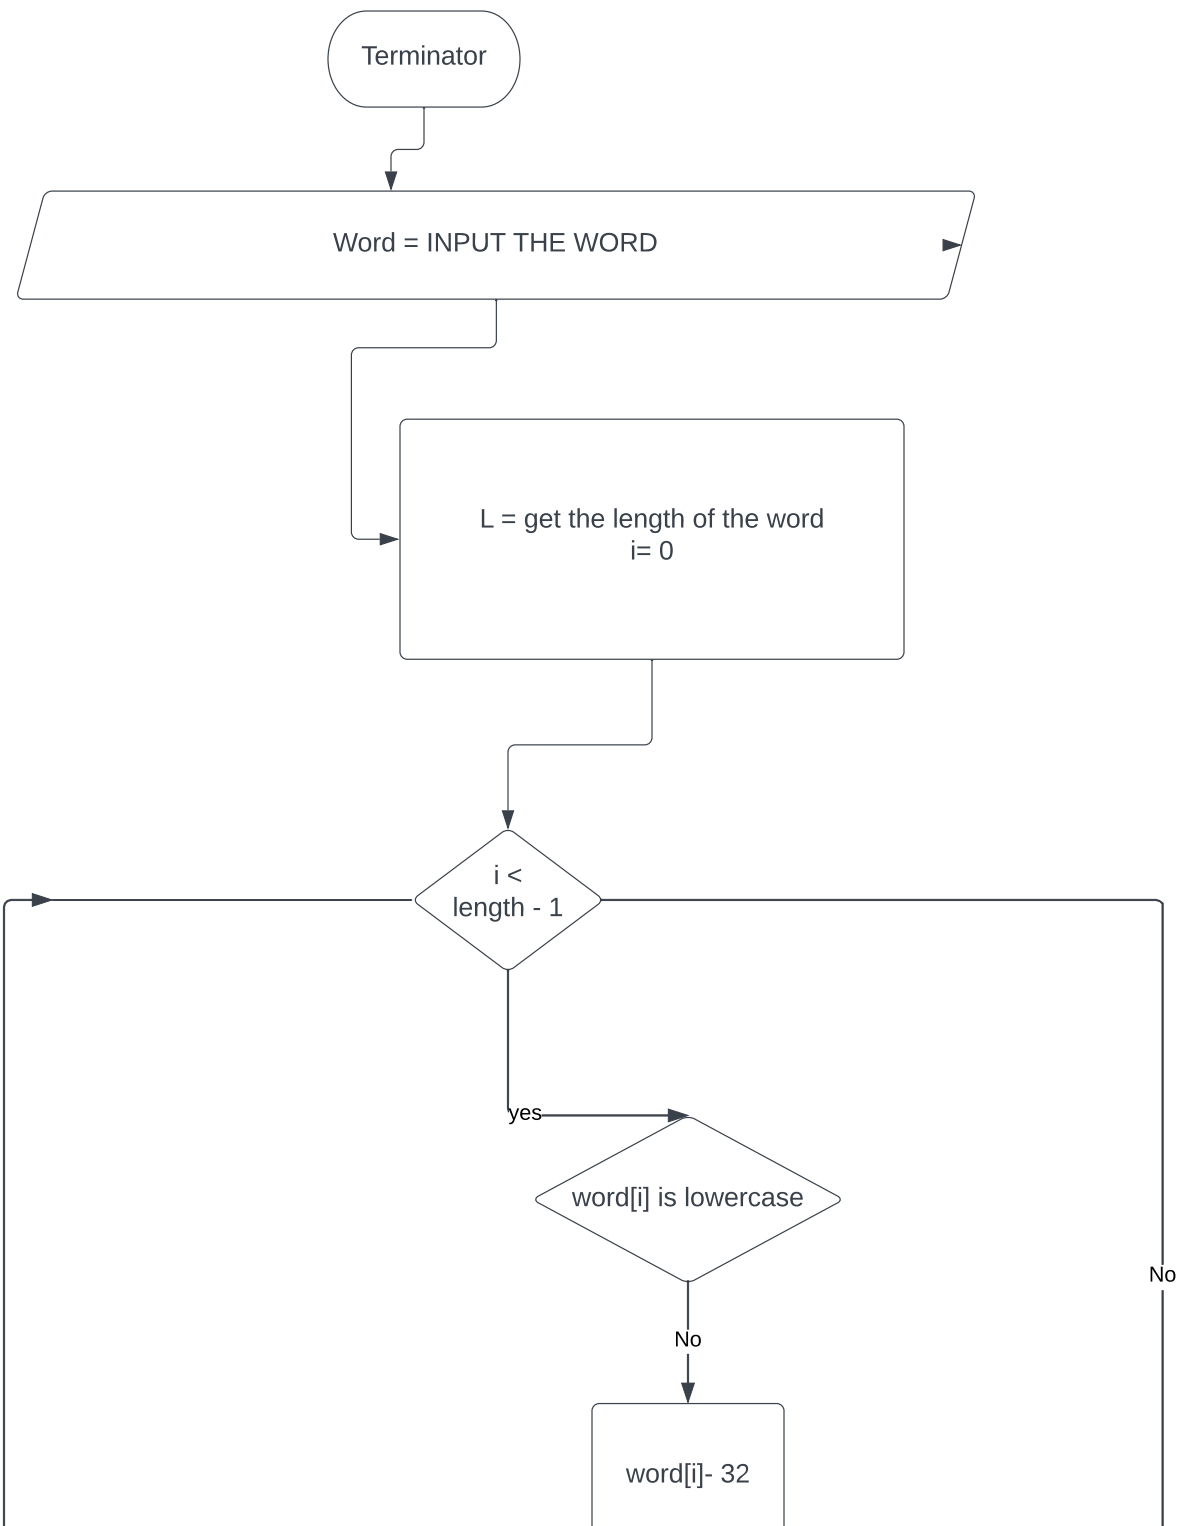 Terminator
Word = INPUT THE WORD
L = get the length of the word
i= 0
i <
length - 1
yes
word[i] is lowercase
No
No
word[i]- 32